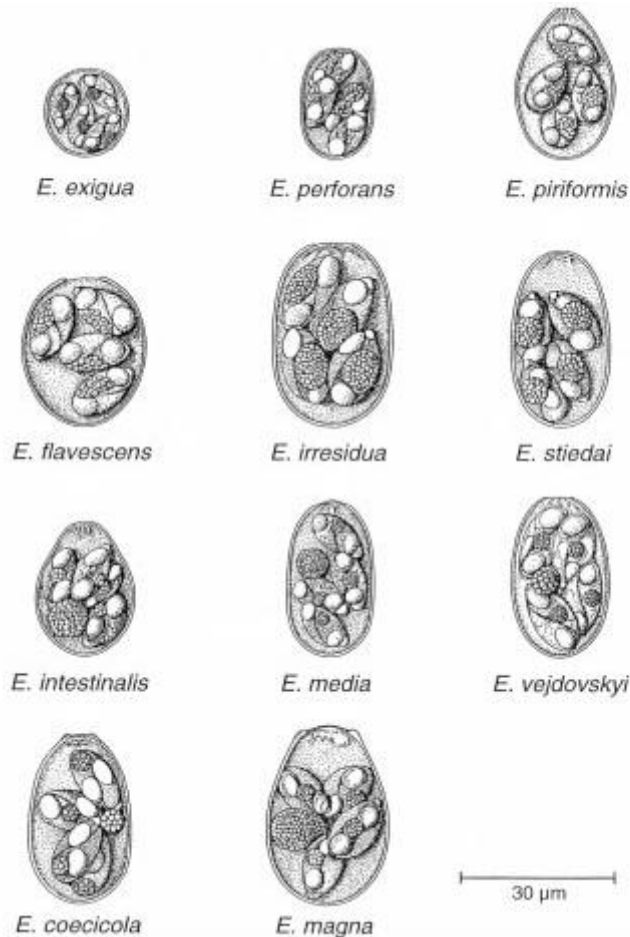 E. exigua
E. perforans
E. piriformis
E. flavescens
E. irresidua
E. stiedai
E. intestinalis
E. media
E. vejdovskyi
E. coecicola
E. magna
30 µm